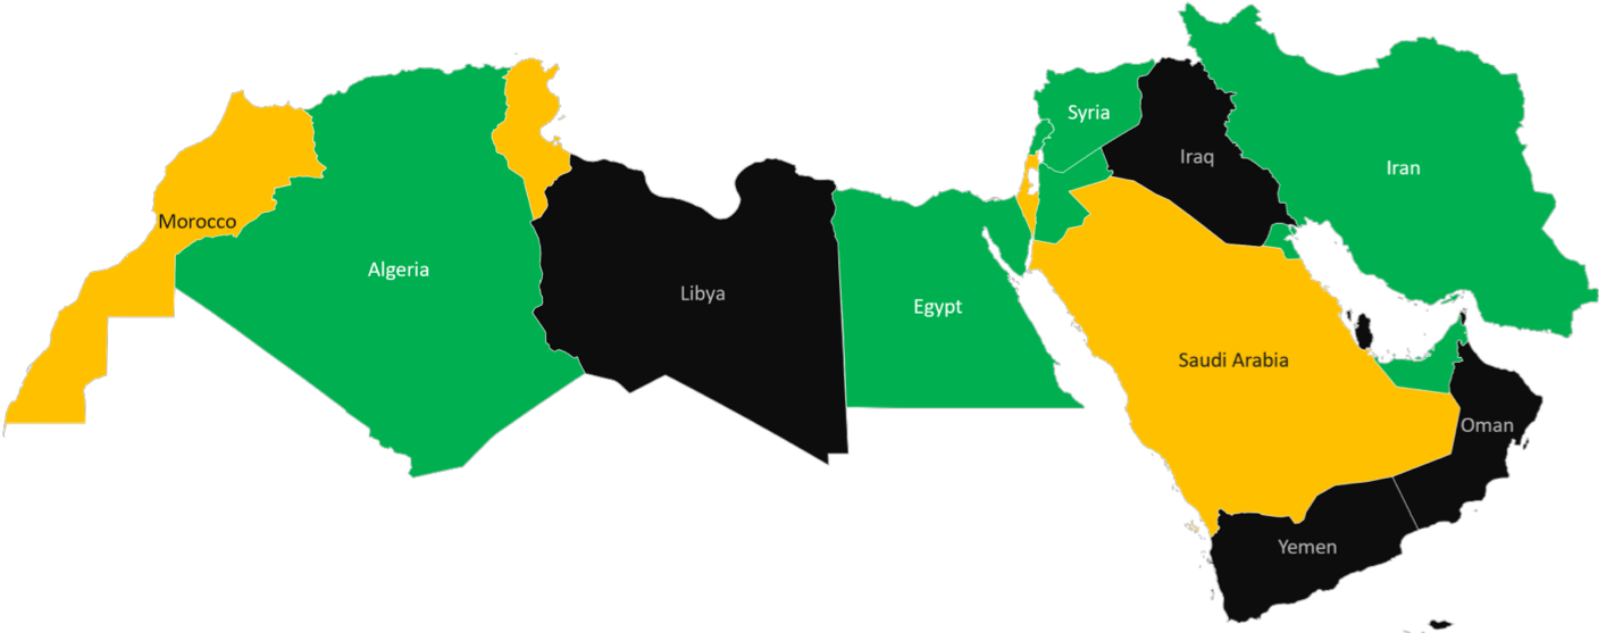 Syria
Iraq
Iran
Morocco
Algeria
Libya
Egypt
Saudi Arabia
Oman
Yemen